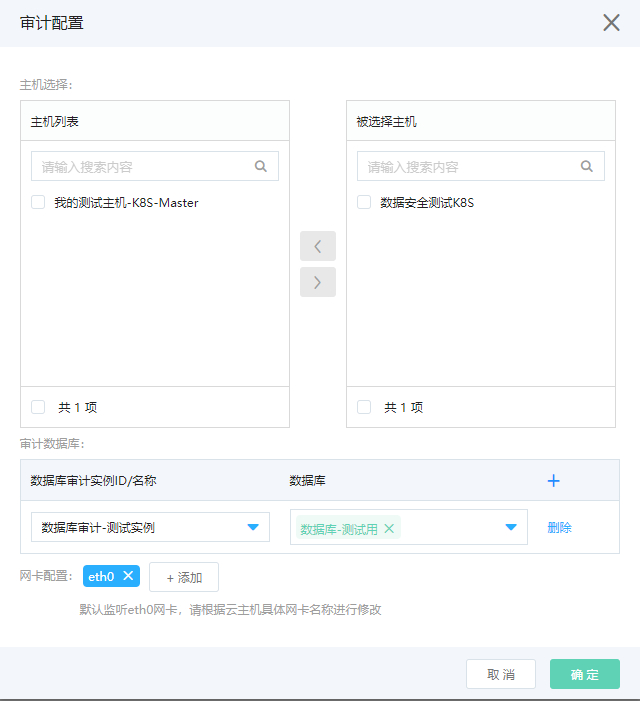 审计配置
主机选择:
主机列表
请输入搜索内容
我的测试主机-K8S-Master
共 1 项
被选择主机
请输入搜索内容
数据安全测试K8S
共 1 项
审计数据库:
数据库审计实例ID/名称 数据库 +
数据库审计-测试实例 数据库-测试用 删除
网卡配置: eth0 + 添加
默认监听eth0网卡，请根据云主机具体网卡名称进行修改
取 消 确 定